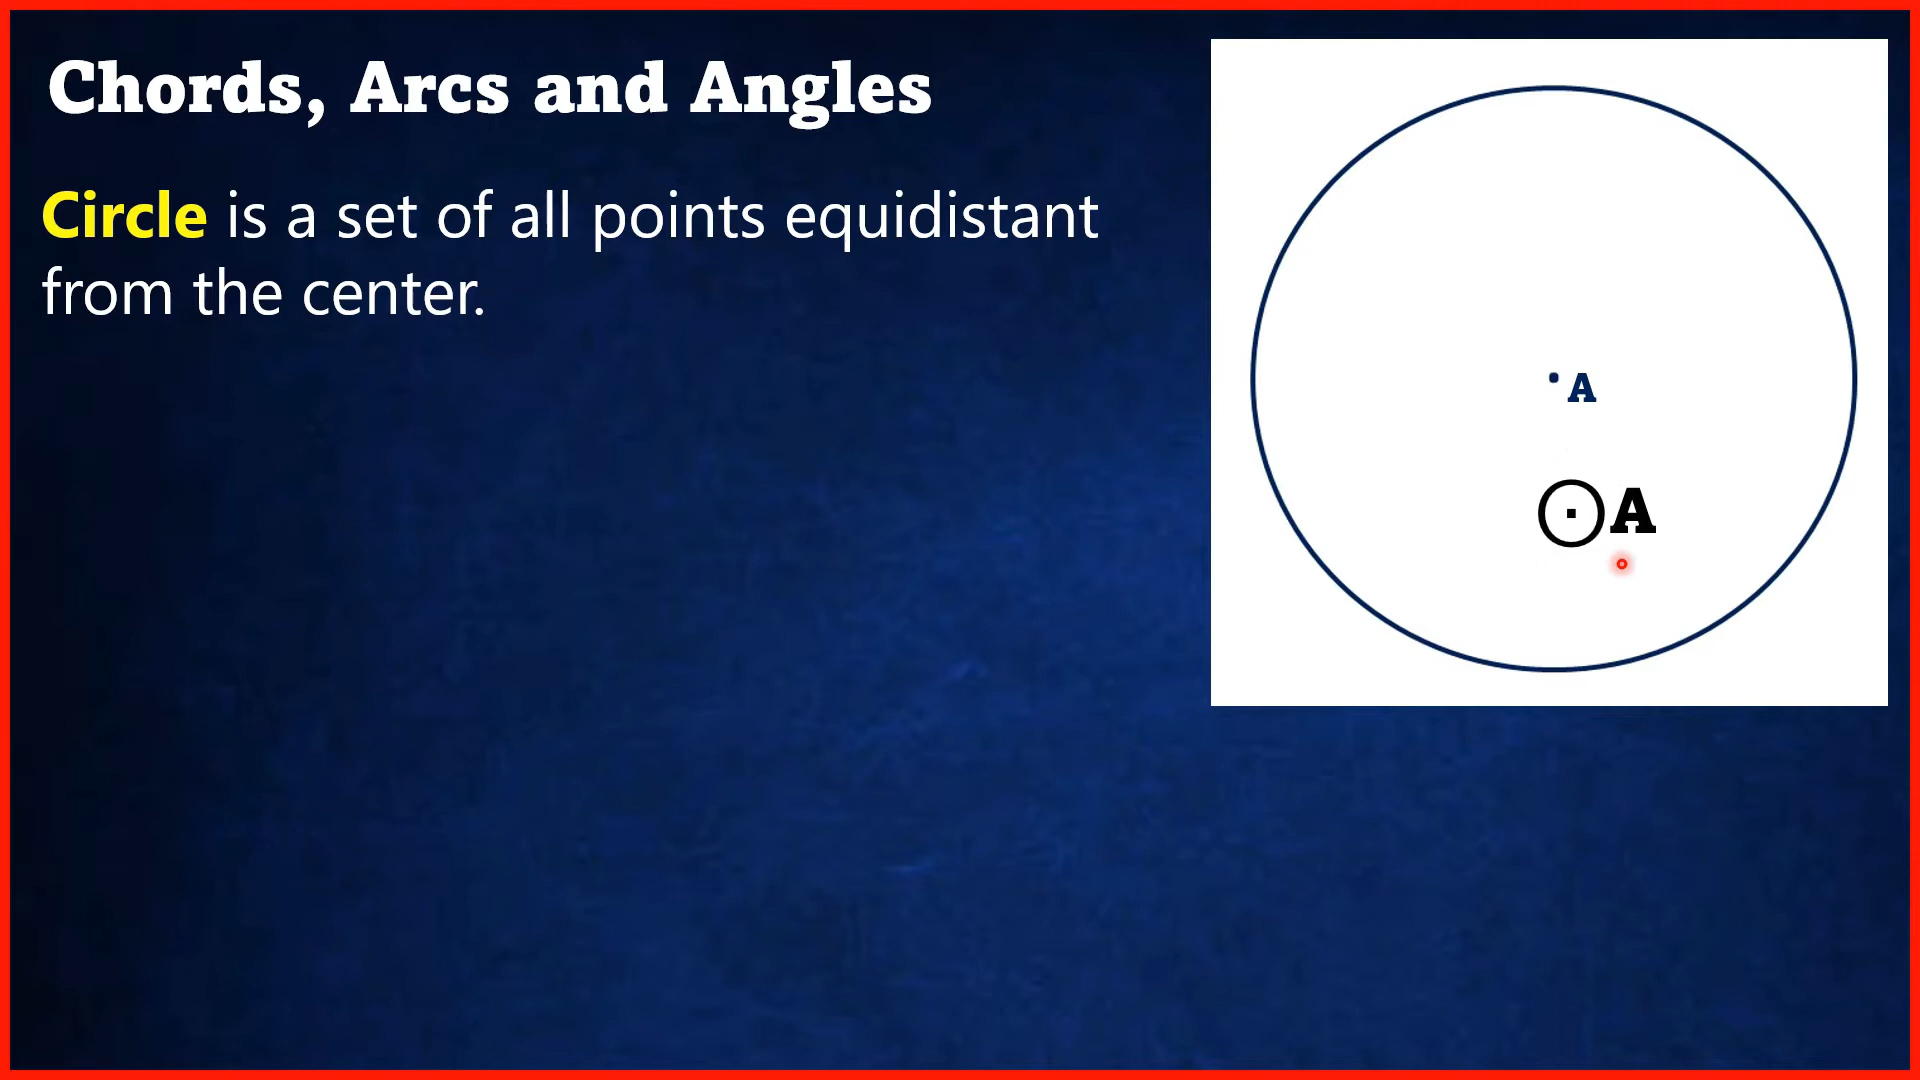 Chords, Arcs and Angles
Circle is a set of all points equidistant
from the center.
A
⊙A